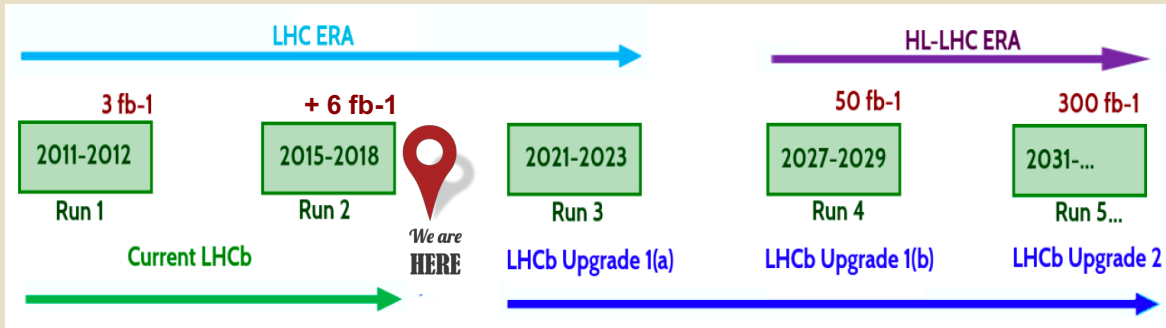 LHC ERA
HL-LHC ERA
3 fb-1
+ 6 fb-1
50 fb-1
300 fb-1
2011-2012
2015-2018
2021-2023
2027-2029
2031-...
Run 1
Run 2
Run 3
Run 4
Run 5...
We are
HERE
Current LHCb
LHCb Upgrade 1(a)
LHCb Upgrade 1(b)
LHCb Upgrade 2